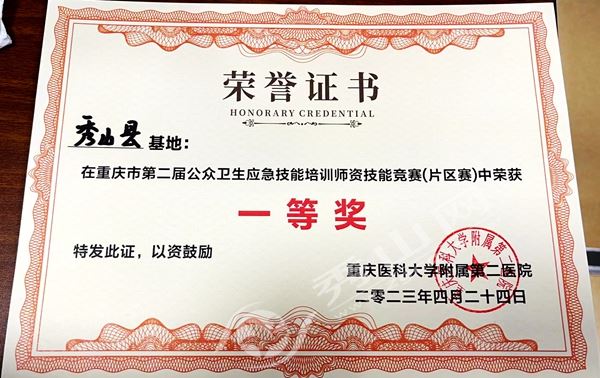 荣誉证书
HONORARY CREDENTIAL
秀山县 基地：
在重庆市第二届公众卫生应急技能培训师资技能竞赛(片区赛)中荣获
一等奖
特发此证，以资鼓励
重庆医科大学附属第二医院
二零二三年四月二十四日